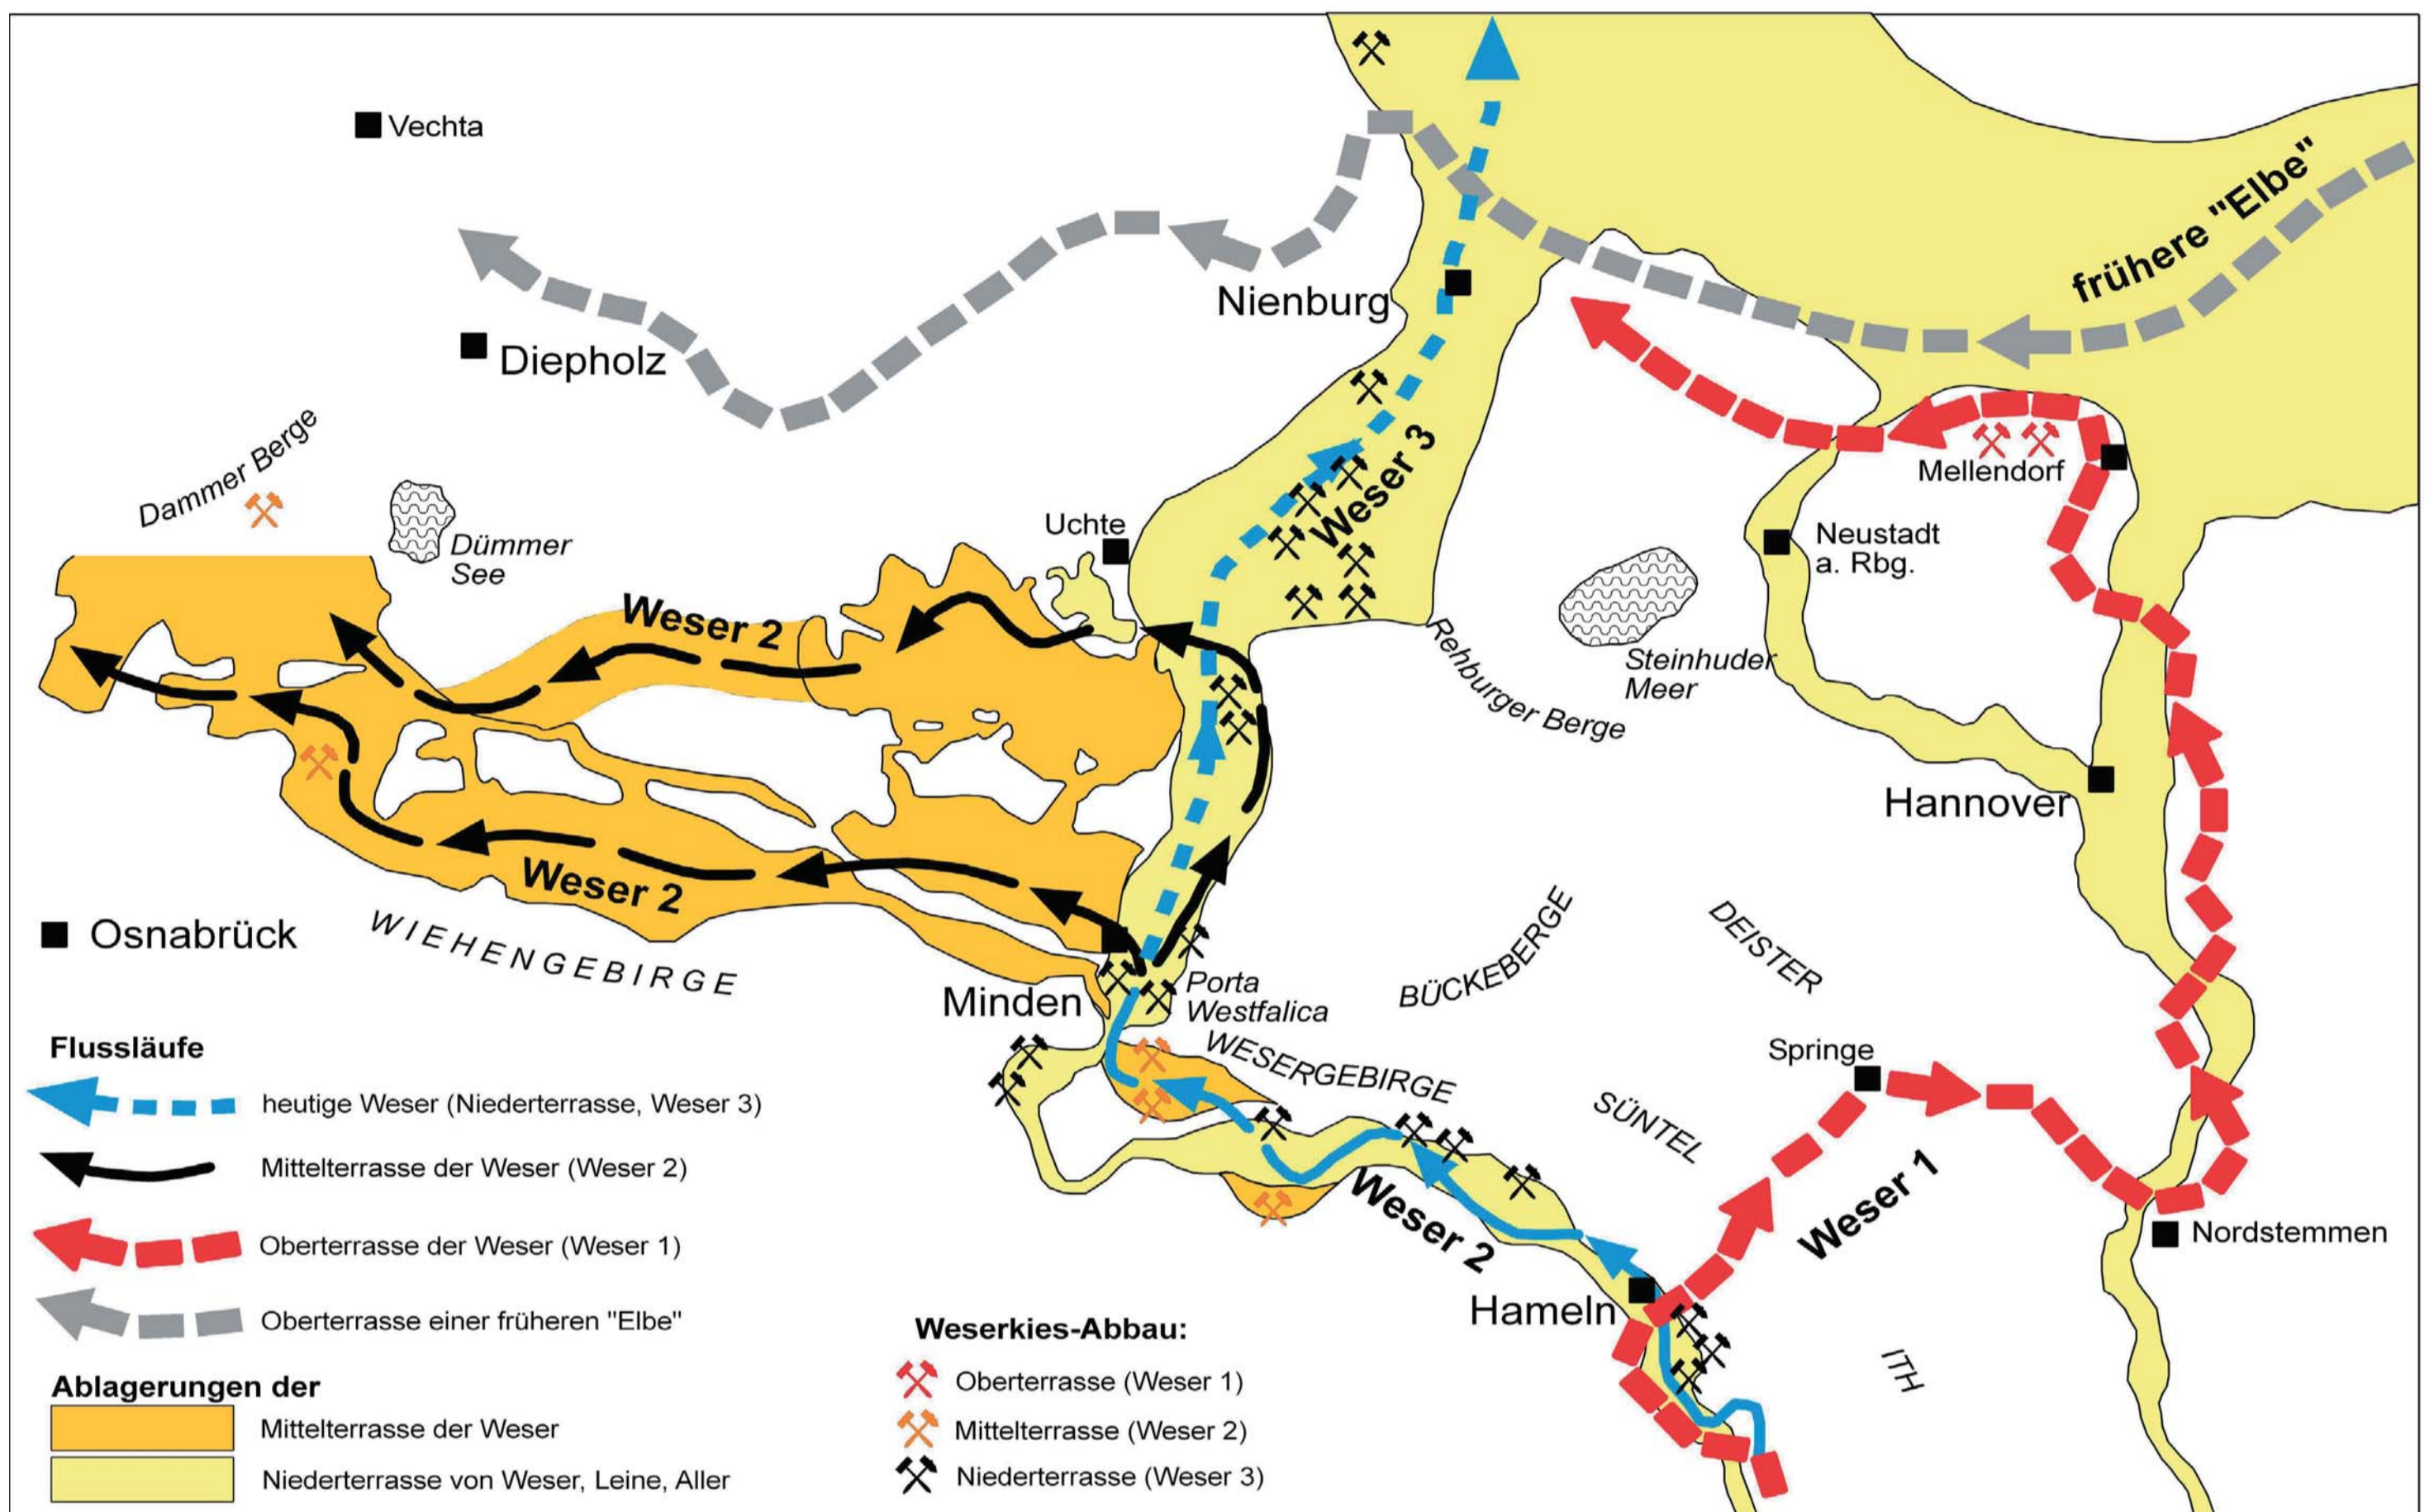 Vechta
frühere "Elbe"
Nienburg
Diepholz
Dammer Berge
Mellendorf
Weser 3
Uchte
Neustadt
a. Rbg.
Dümmer
See
Weser 2
Rehburger Berge
Steinhuder
Meer
Hannover
Weser 2
Osnabrück
WIEHENGEBIRGE
BÜCKEBERGE
DEISTER
Minden
Porta
Westfalica
WESERGEBIRGE
Springe
SÜNTEL
Weser 1
Weser 2
Nordstemmen
Hameln
ITH
Flussläufe
heutige Weser (Niederterrasse, Weser 3)
Mittelterrasse der Weser (Weser 2)
Oberterrasse der Weser (Weser 1)
Oberterrasse einer früheren "Elbe"
Ablagerungen der
Mittelterrasse der Weser
Niederterrasse von Weser, Leine, Aller
Weserkies-Abbau:
Oberterrasse (Weser 1)
Mittelterrasse (Weser 2)
Niederterrasse (Weser 3)